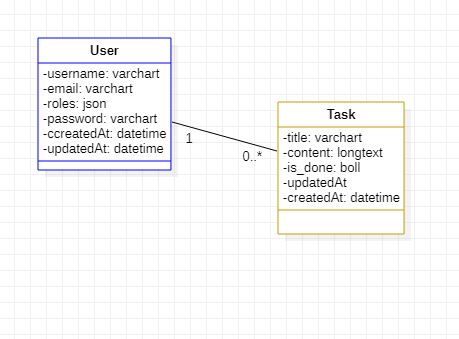 User
-username: varchart
-email: varchart
-roles: json
-password: varchart
-ccreatedAt: datetime
-updatedAt: datetime
1
0..*
Task
-title: varchart
-content: longtext
-is_done: boll
-updatedAt
-createdAt: datetime